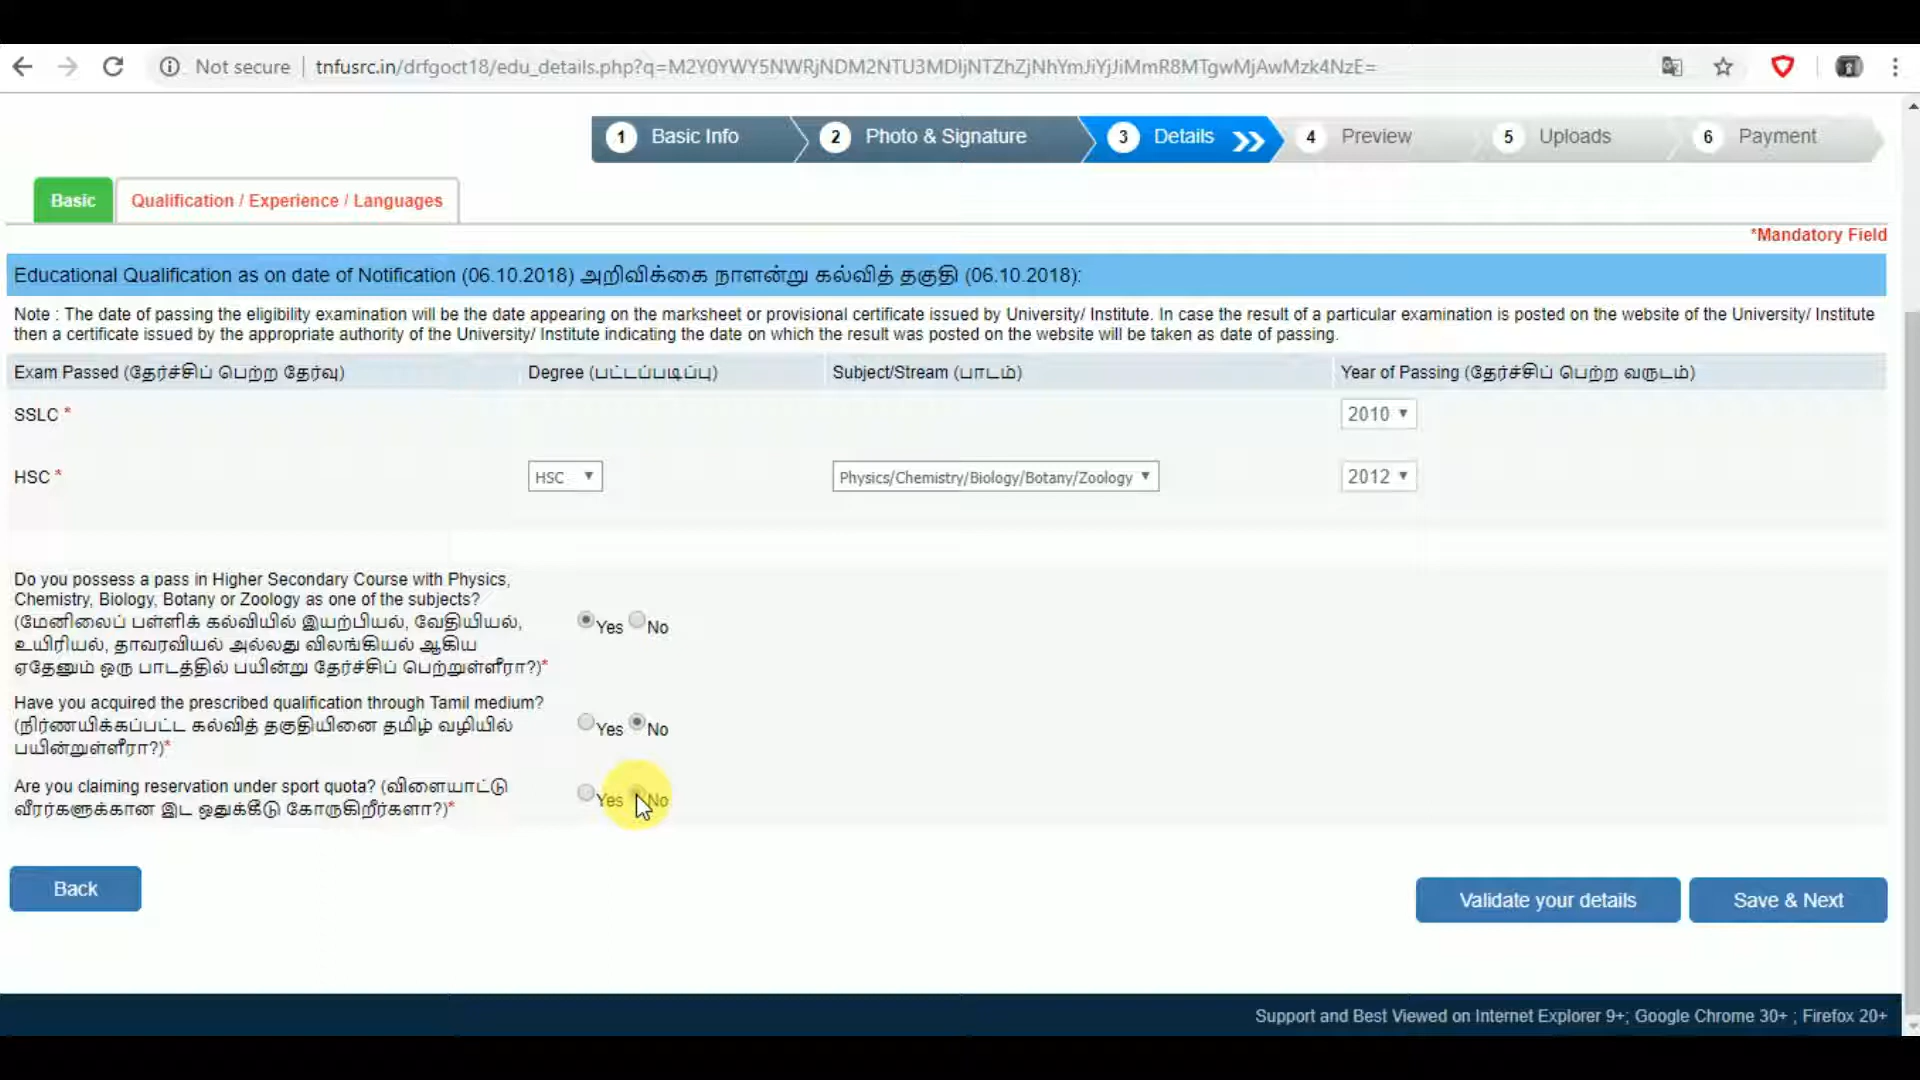 Not secure | tnfusrc.in/drfgoct18/edu_details.php?q=M2Y0YWY5NWRjNDM2NTU3MDljNTZhZjNhYmJiYjJiMmR8MTgwMjAwMzk4NzE=
1 Basic Info 2 Photo & Signature 3 Details 4 Preview 5 Uploads 6 Payment
Basic Qualification / Experience / Languages
*Mandatory Field
Educational Qualification as on date of Notification (06.10.2018) அறிவிக்கை நாளன்று கல்வித் தகுதி (06.10.2018):
Note : The date of passing the eligibility examination will be the date appearing on the marksheet or provisional certificate issued by University/ Institute. In case the result of a particular examination is posted on the website of the University/ Institute
then a certificate issued by the appropriate authority of the University/ Institute indicating the date on which the result was posted on the website will be taken as date of passing.
Exam Passed (தேர்ச்சிப் பெற்ற தேர்வு) Degree (பட்டப்படிப்பு) Subject/Stream (பாடம்) Year of Passing (தேர்ச்சிப் பெற்ற வருடம்)
SSLC * 2010
HSC * HSC Physics/Chemistry/Biology/Botany/Zoology 2012
Do you possess a pass in Higher Secondary Course with Physics,
Chemistry, Biology, Botany or Zoology as one of the subjects?
(மேனிலைப் பள்ளிக் கல்வியில் இயற்பியல், வேதியியல்,
உயிரியல், தாவரவியல் அல்லது விலங்கியல் ஆகிய
ஏதேனும் ஒரு பாடத்தில் பயின்று தேர்ச்சிப் பெற்றுள்ளீரா?)*
Yes No
Have you acquired the prescribed qualification through Tamil medium?
(நிர்ணயிக்கப்பட்ட கல்வித் தகுதியினை தமிழ் வழியில்
பயின்றுள்ளீரா?)*
Yes No
Are you claiming reservation under sport quota? (விளையாட்டு
வீரர்களுக்கான இட ஒதுக்கீடு கோருகிறீர்களா?)*
Yes No
Back Validate your details Save & Next
Support and Best Viewed on Internet Explorer 9+; Google Chrome 30+ ; Firefox 20+